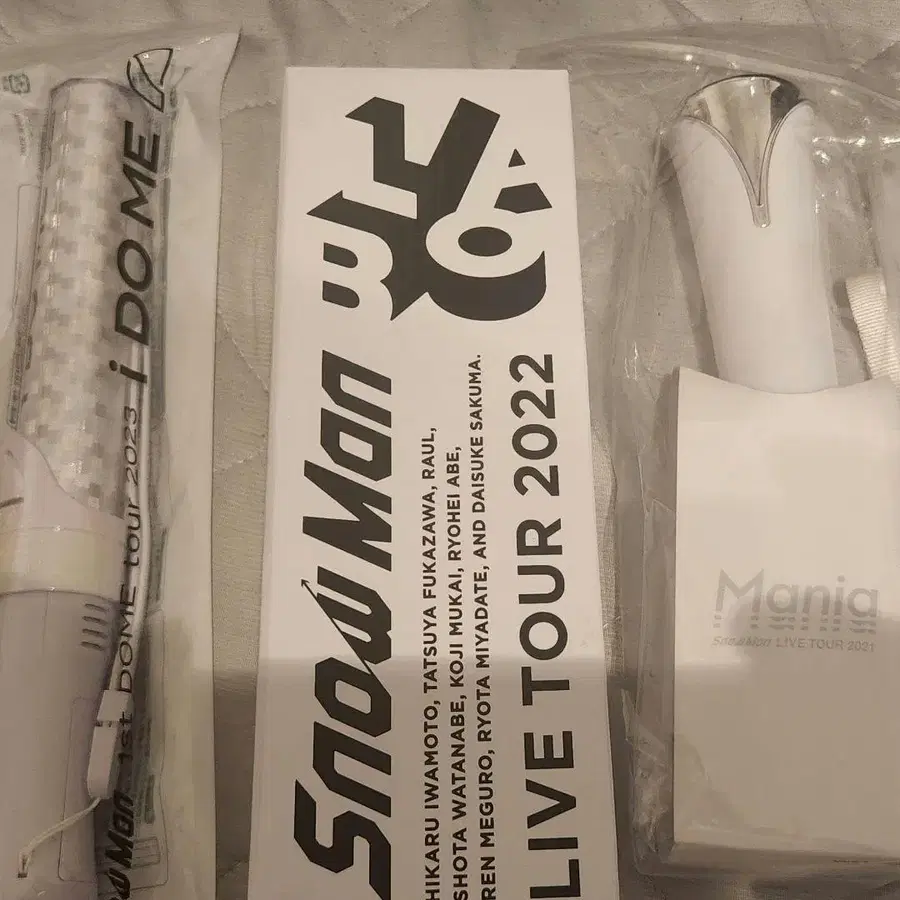 i DO ME
Snow Man 1st DOME tour 2023
Snow Man
HIKARU IWAMOTO, TATSUYA FUKAZAWA, RAUL,
SHOTA WATANABE, KOJI MUKAI, RYOHEI ABE,
REN MEGURO, RYOTA MIYADATE, AND DAISUKE SAKUMA.
LIVE TOUR 2022
Mania
Snow Man LIVE TOUR 2021